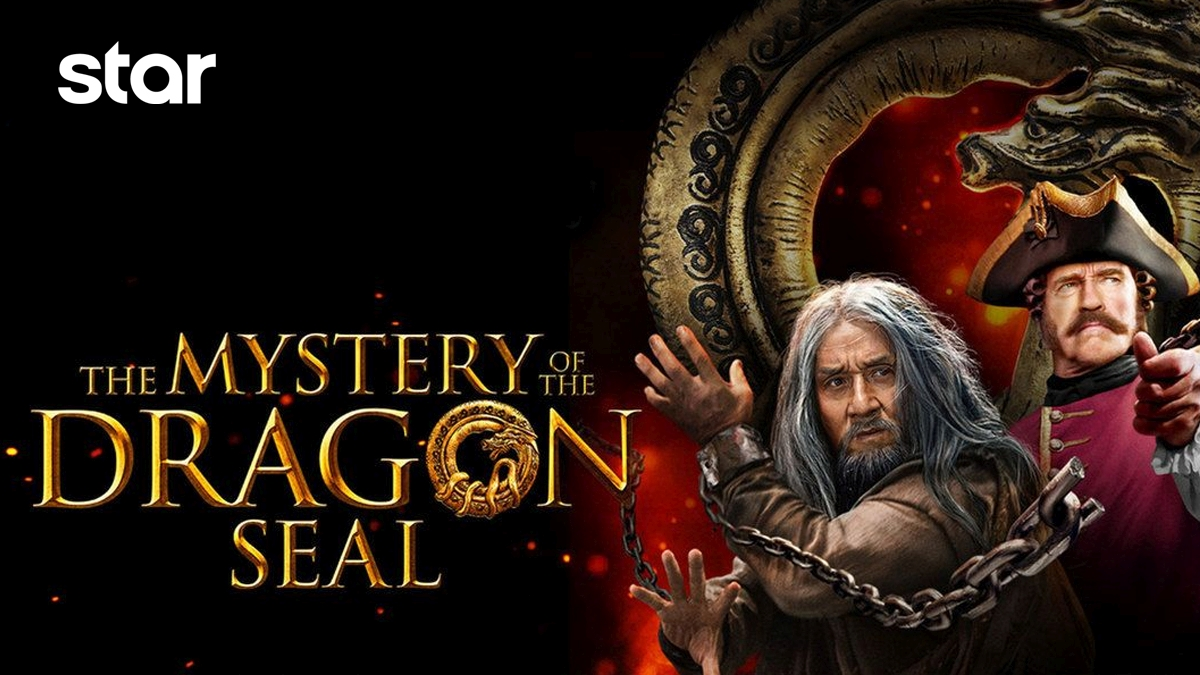 star
THE MYSTERY OF THE
DRAGON
SEAL